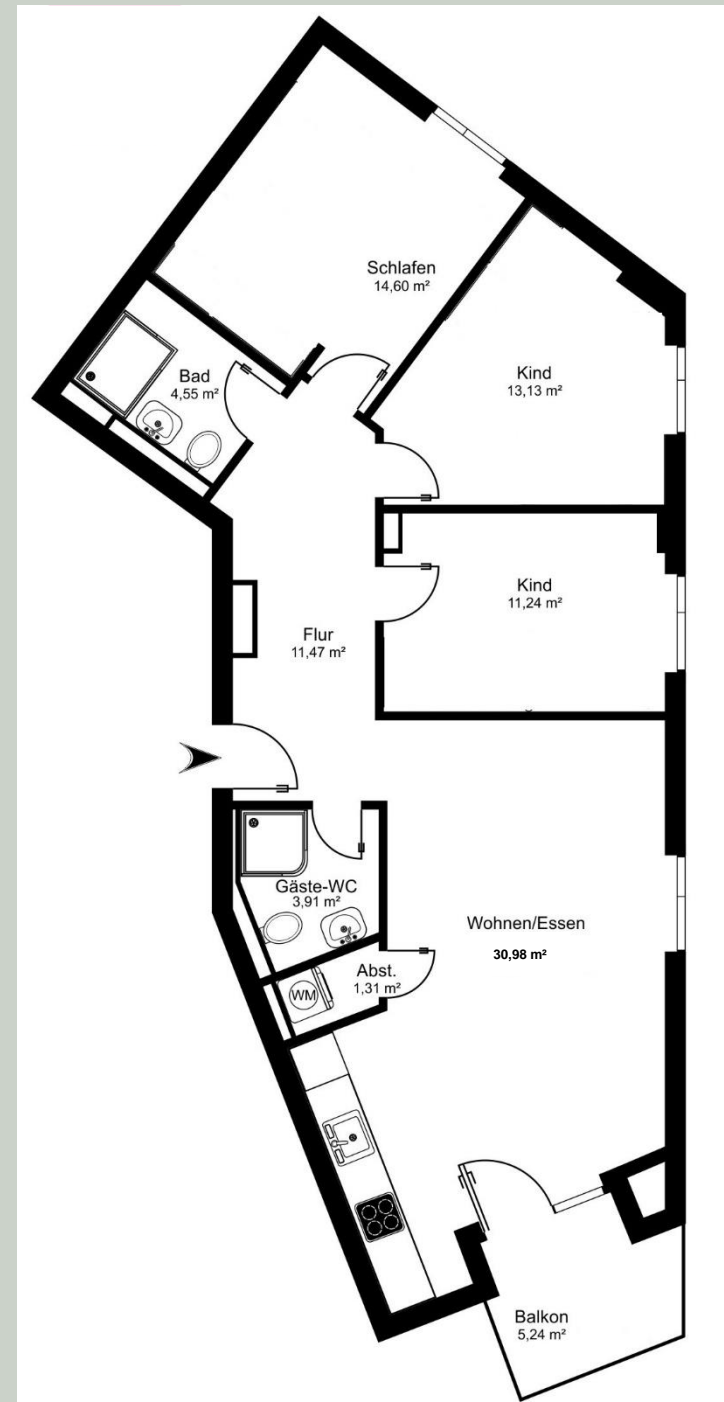 Schlafen
14,60 m²
Bad
4,55 m²
Kind
13,13 m²
Kind
11,24 m²
Flur
11,47 m²
Gäste-WC
3,91 m²
Wohnen/Essen
30,98 m²
Abst.
1,31 m²
WM
Balkon
5,24 m²